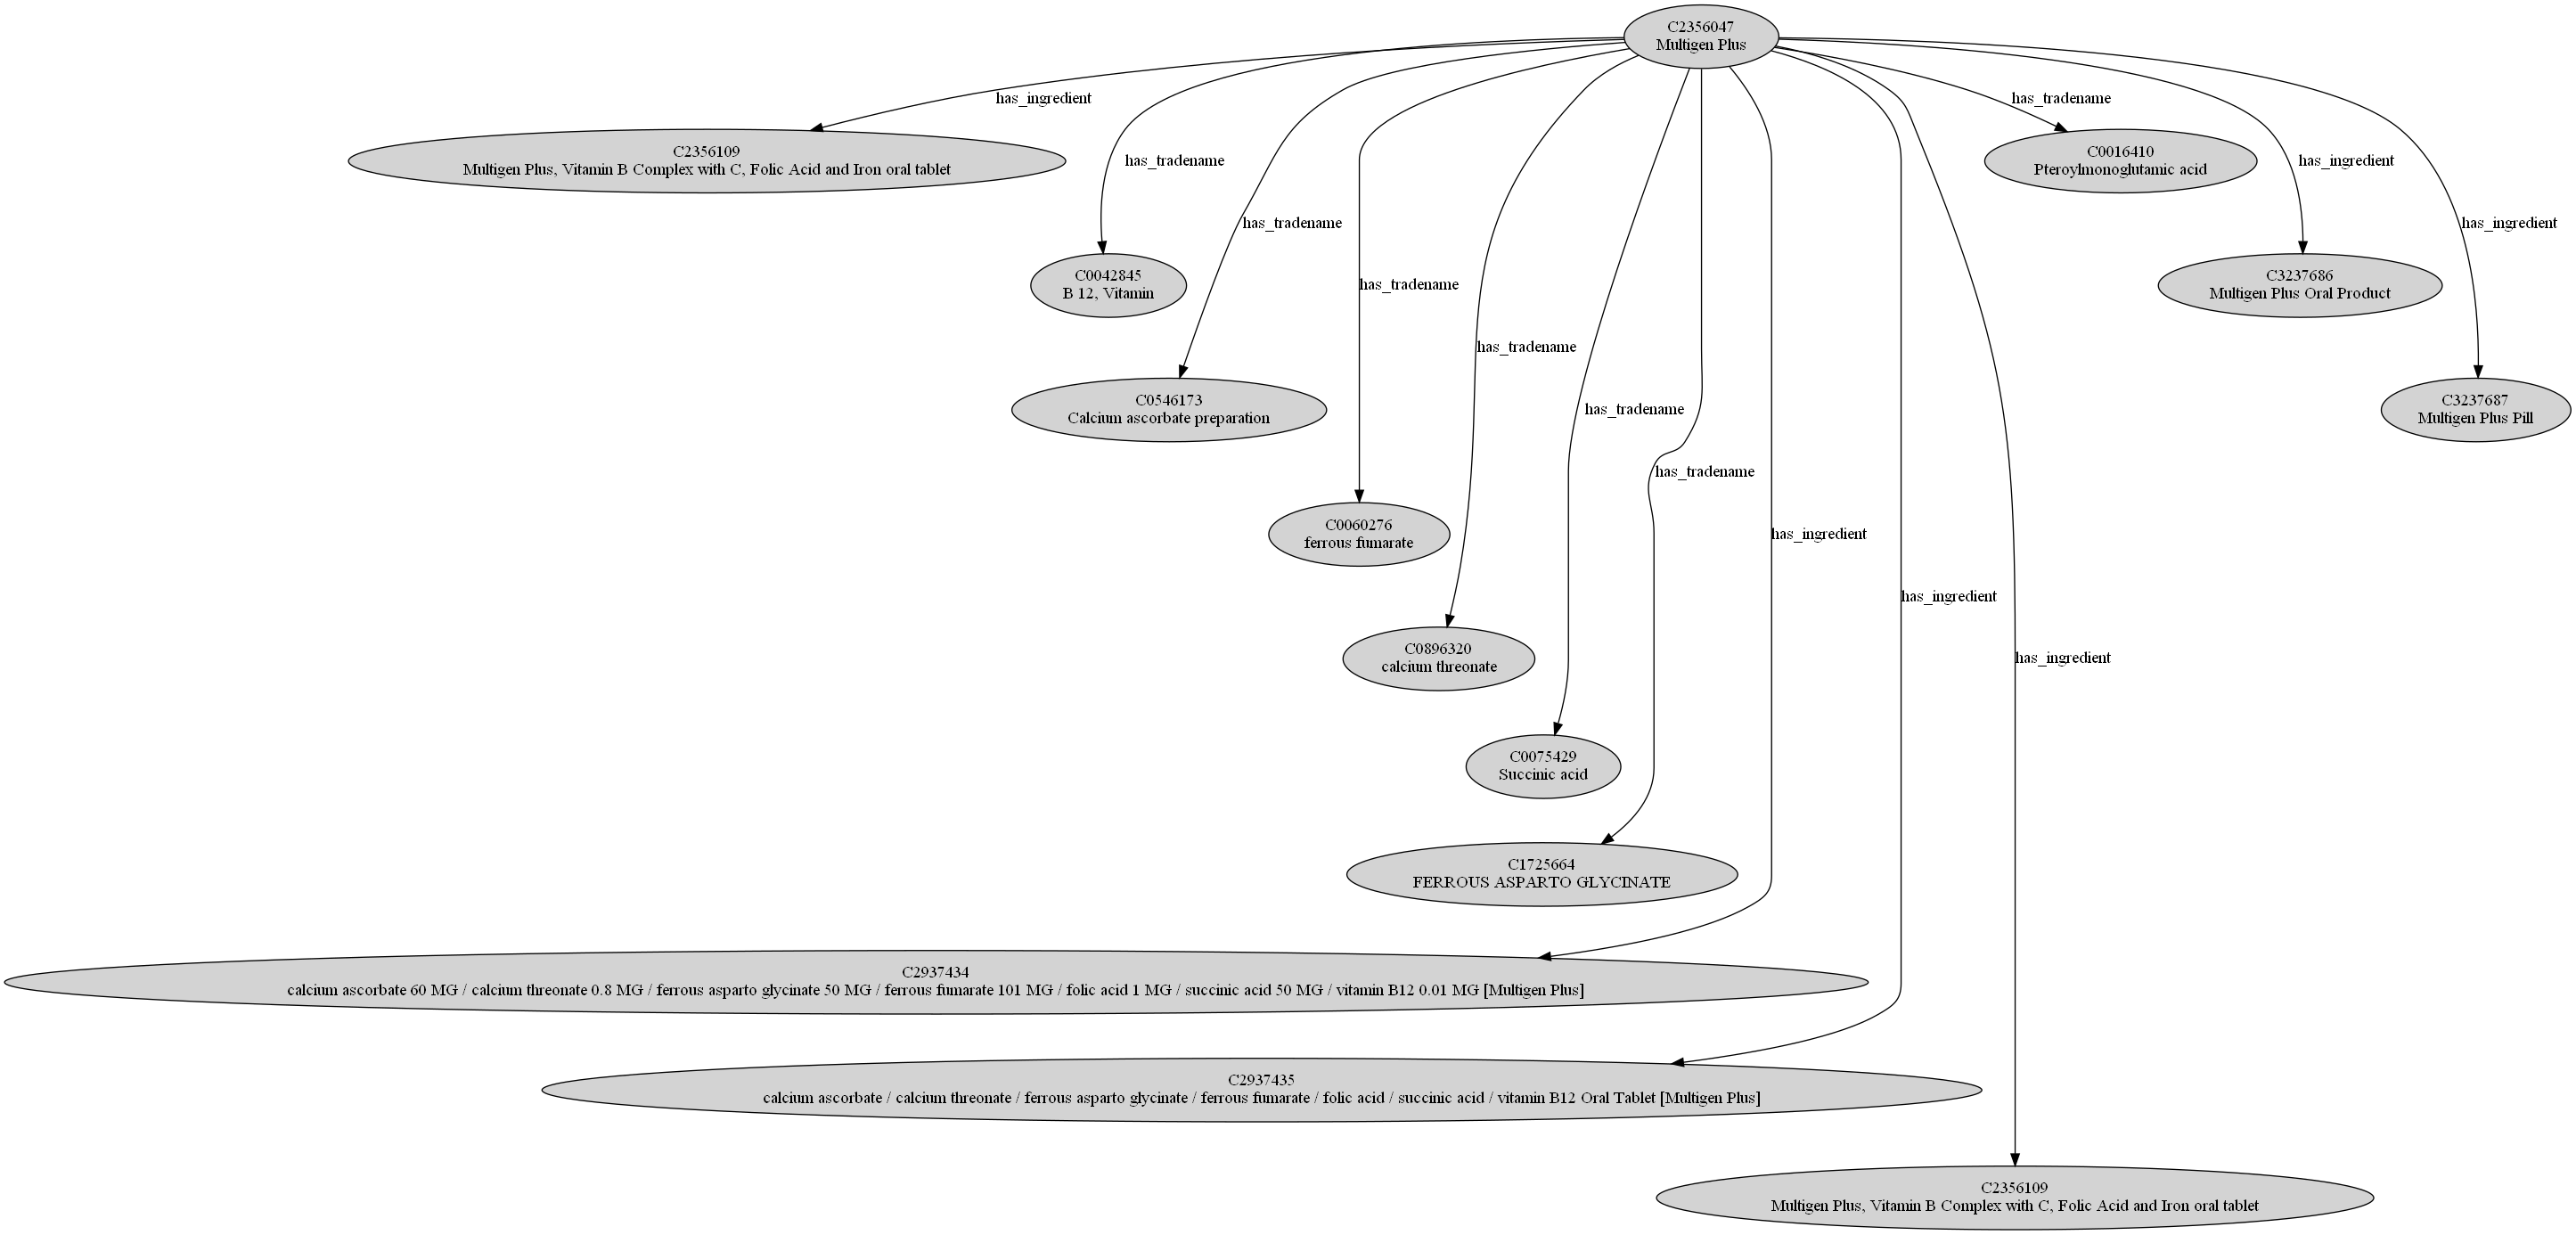 C2356047
Multigen Plus
has_ingredient
has_tradename
C2356109
Multigen Plus, Vitamin B Complex with C, Folic Acid and Iron oral tablet
has_tradename
C0016410
Pteroylmonoglutamic acid
has_ingredient
has_tradename
has_ingredient
C0042845
B 12, Vitamin
has_tradename
C3237686
Multigen Plus Oral Product
has_tradename
C0546173
Calcium ascorbate preparation
has_tradename
C3237687
Multigen Plus Pill
has_tradename
C0060276
ferrous fumarate
has_ingredient
has_ingredient
C0896320
calcium threonate
has_ingredient
C0075429
Succinic acid
C1725664
FERROUS ASPARTO GLYCINATE
C2937434
calcium ascorbate 60 MG / calcium threonate 0.8 MG / ferrous asparto glycinate 50 MG / ferrous fumarate 101 MG / folic acid 1 MG / succinic acid 50 MG / vitamin B12 0.01 MG [Multigen Plus]
C2937435
calcium ascorbate / calcium threonate / ferrous asparto glycinate / ferrous fumarate / folic acid / succinic acid / vitamin B12 Oral Tablet [Multigen Plus]
C2356109
Multigen Plus, Vitamin B Complex with C, Folic Acid and Iron oral tablet